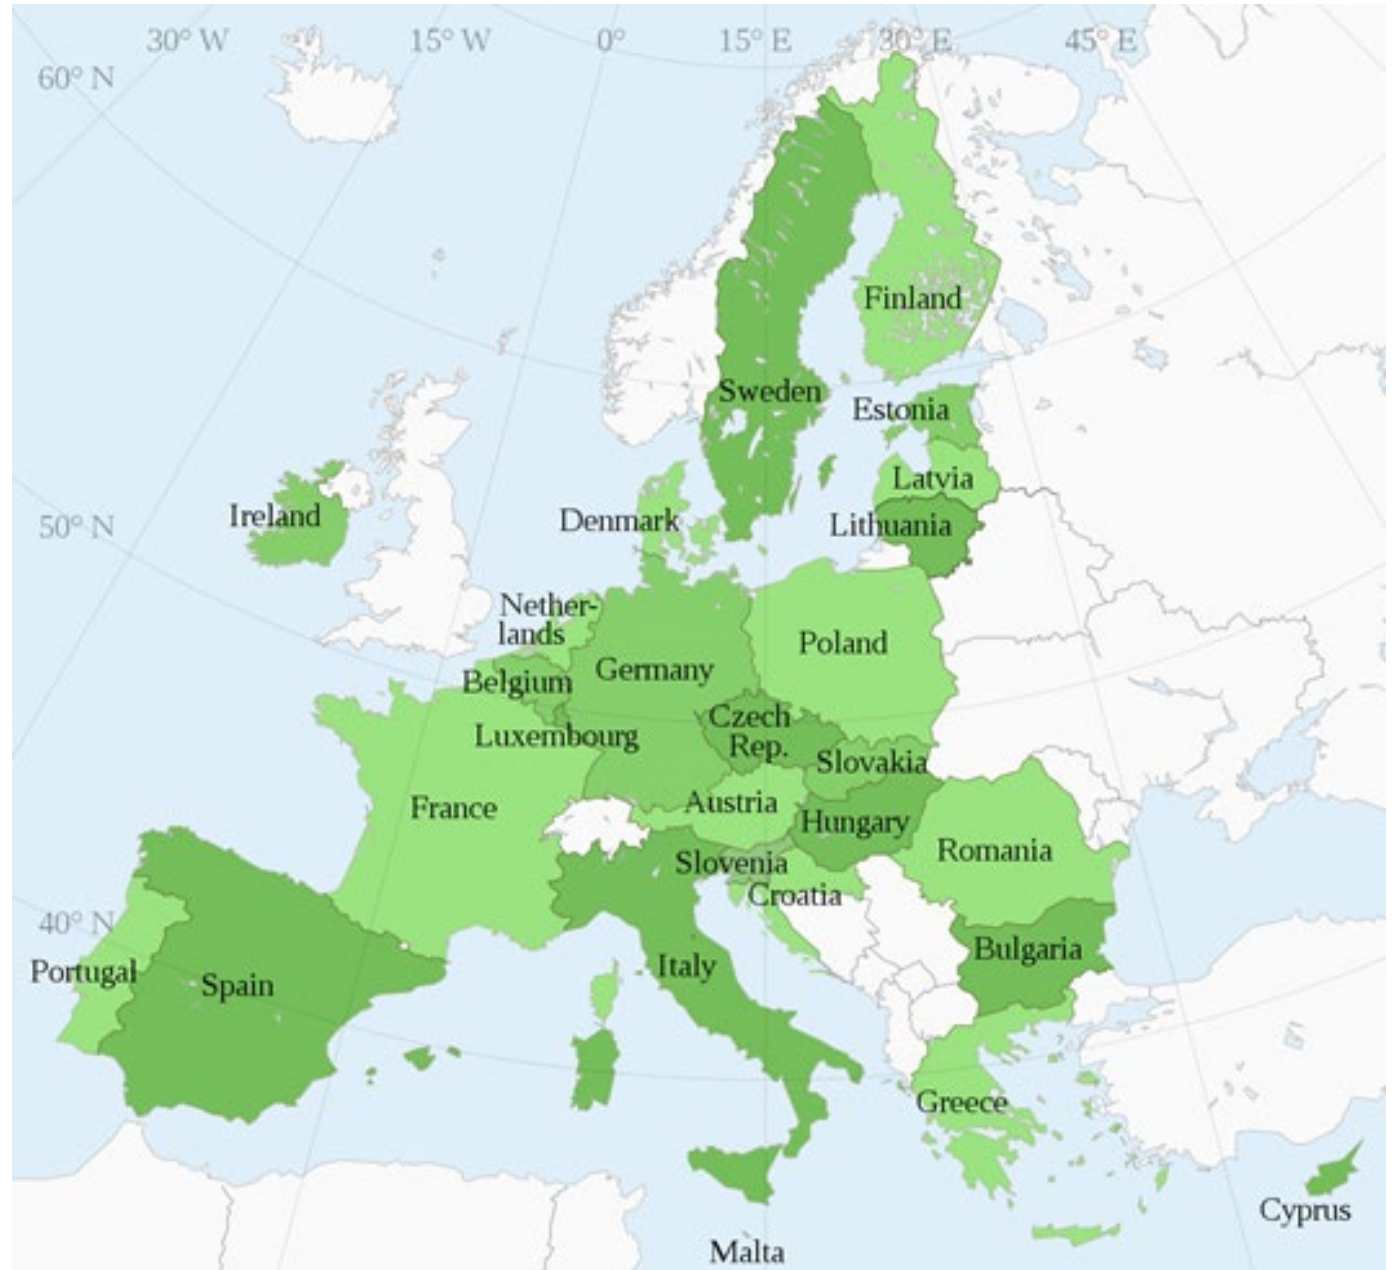 30° W
15° W
0°
15° E
30° E
45° E
60° N
Finland
Sweden
Estonia
Latvia
Ireland
Denmark
Lithuania
50° N
Nether-
lands
Poland
Germany
Belgium
Czech
Rep.
Luxembourg
Slovakia
Austria
France
Hungary
Romania
Slovenia
Croatia
40° N
Bulgaria
Portugal
Spain
Italy
Greece
Cyprus
Malta